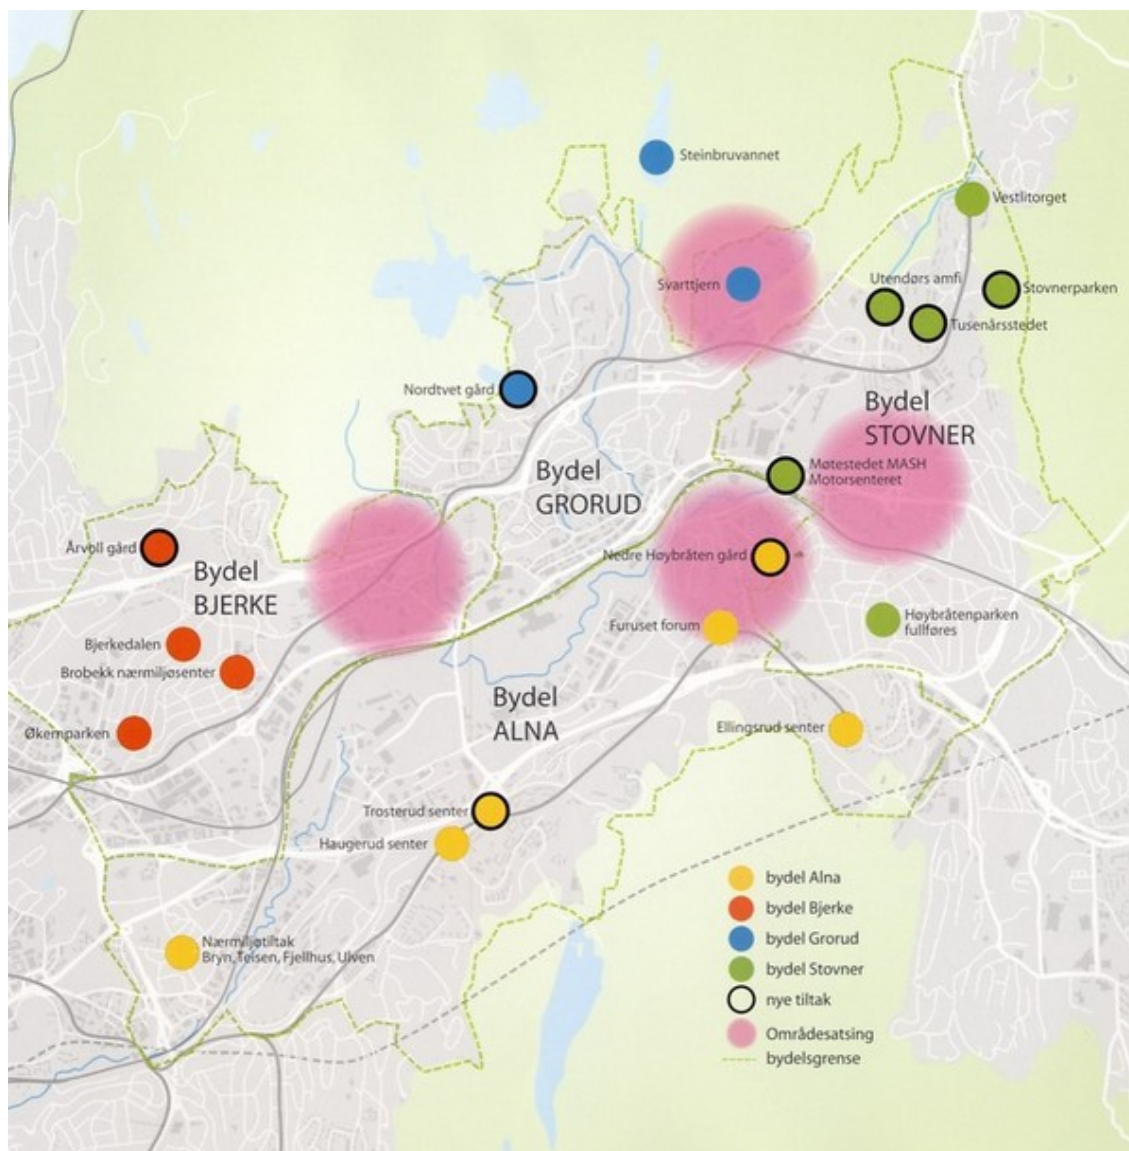 Steinbruvannet
Vestlitorget
Svarttjern
Utendørs amfi
Stovnerparken
Tusenårsstedet
Nordtvet gård
Bydel
STOVNER
Bydel
GRORUD
Møtestedet MASH
Motorsenteret
Årvoll gård
Bydel
BJERKE
Nedre Høybråten gård
Furuset forum
Høybråtenparken
fullføres
Bjerkedalen
Brobekk nærmiljøsenter
Bydel
ALNA
Økernparken
Ellingsrud senter
Trosterud senter
Haugerud senter
Nærmiljøtiltak
Bryn, Teisen, Fjellhus, Ulven
bydel Alna
bydel Bjerke
bydel Grorud
bydel Stovner
nye tiltak
Områdesatsing
bydelsgrense